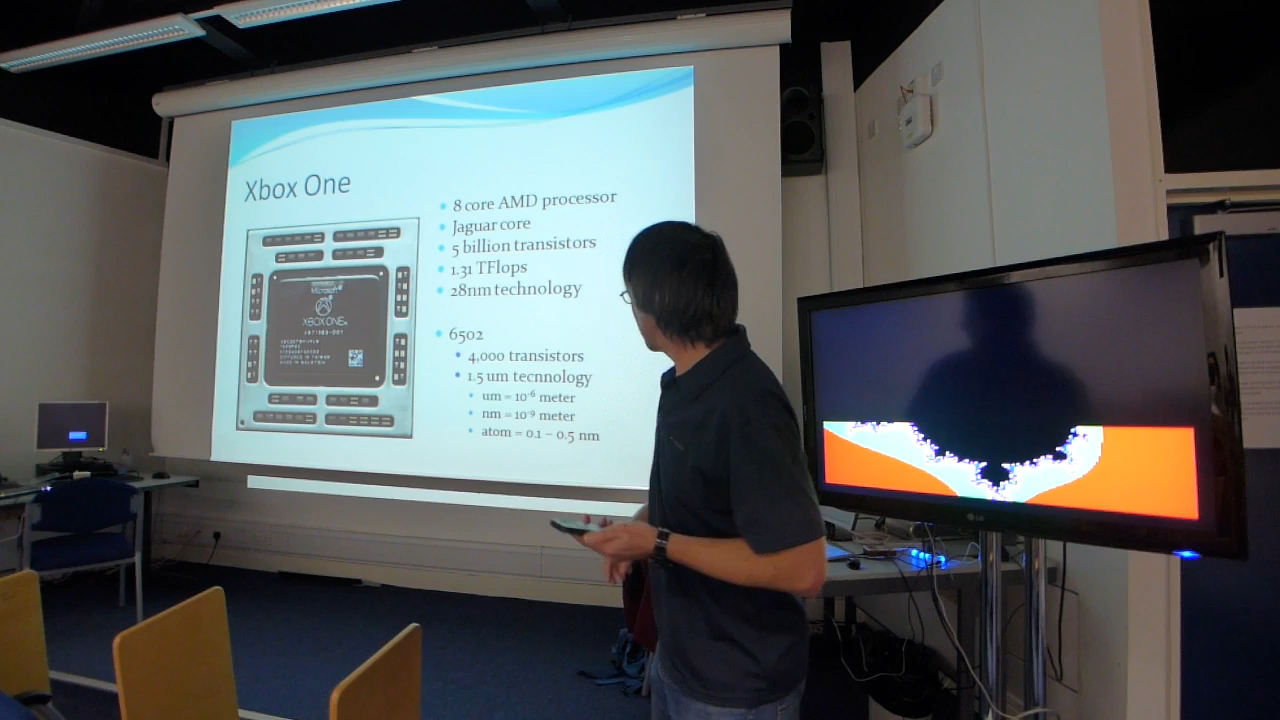 Xbox One
8 core AMD processor
Jaguar core
5 billion transistors
1.31 TFlops
28nm technology
6502
4,000 transistors
1.5 um tecnnology
um = 10⁻⁶ meter
nm = 10⁻⁹ meter
atom = 0.1 – 0.5 nm
Microsoft
XBOX ONE
LG